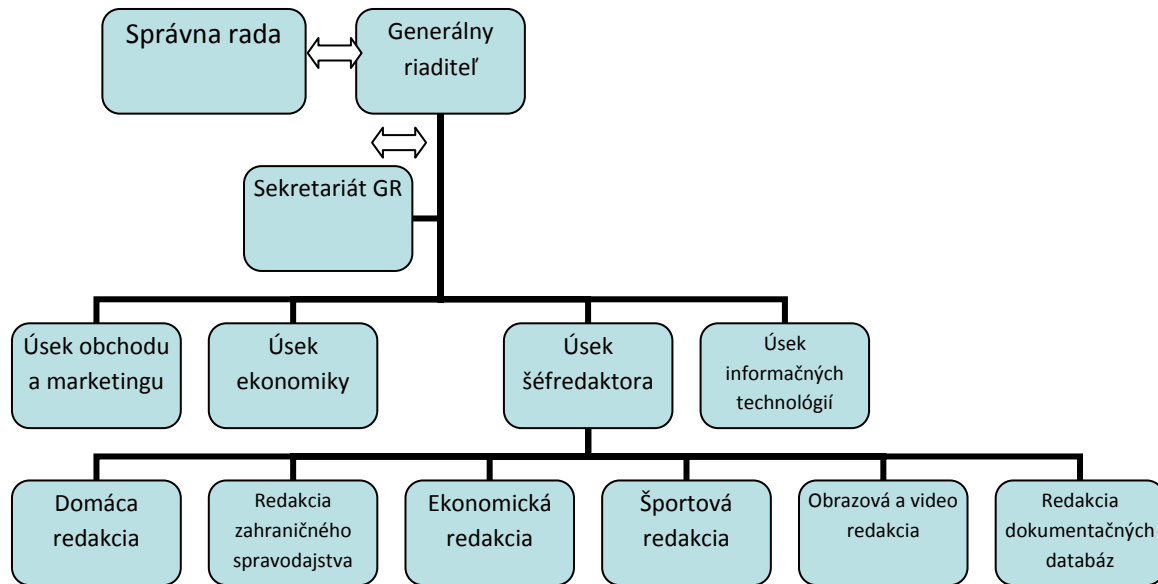 Správna rada
Generálny
riaditeľ
Sekretariát GR
Úsek obchodu
a marketingu
Úsek
ekonomiky
Úsek
šéfredaktora
Úsek
informačných
technológií
Domáca
redakcia
Redakcia
zahraničného
spravodajstva
Ekonomická
redakcia
Športová
redakcia
Obrazová a video
redakcia
Redakcia
dokumentačných
databáz